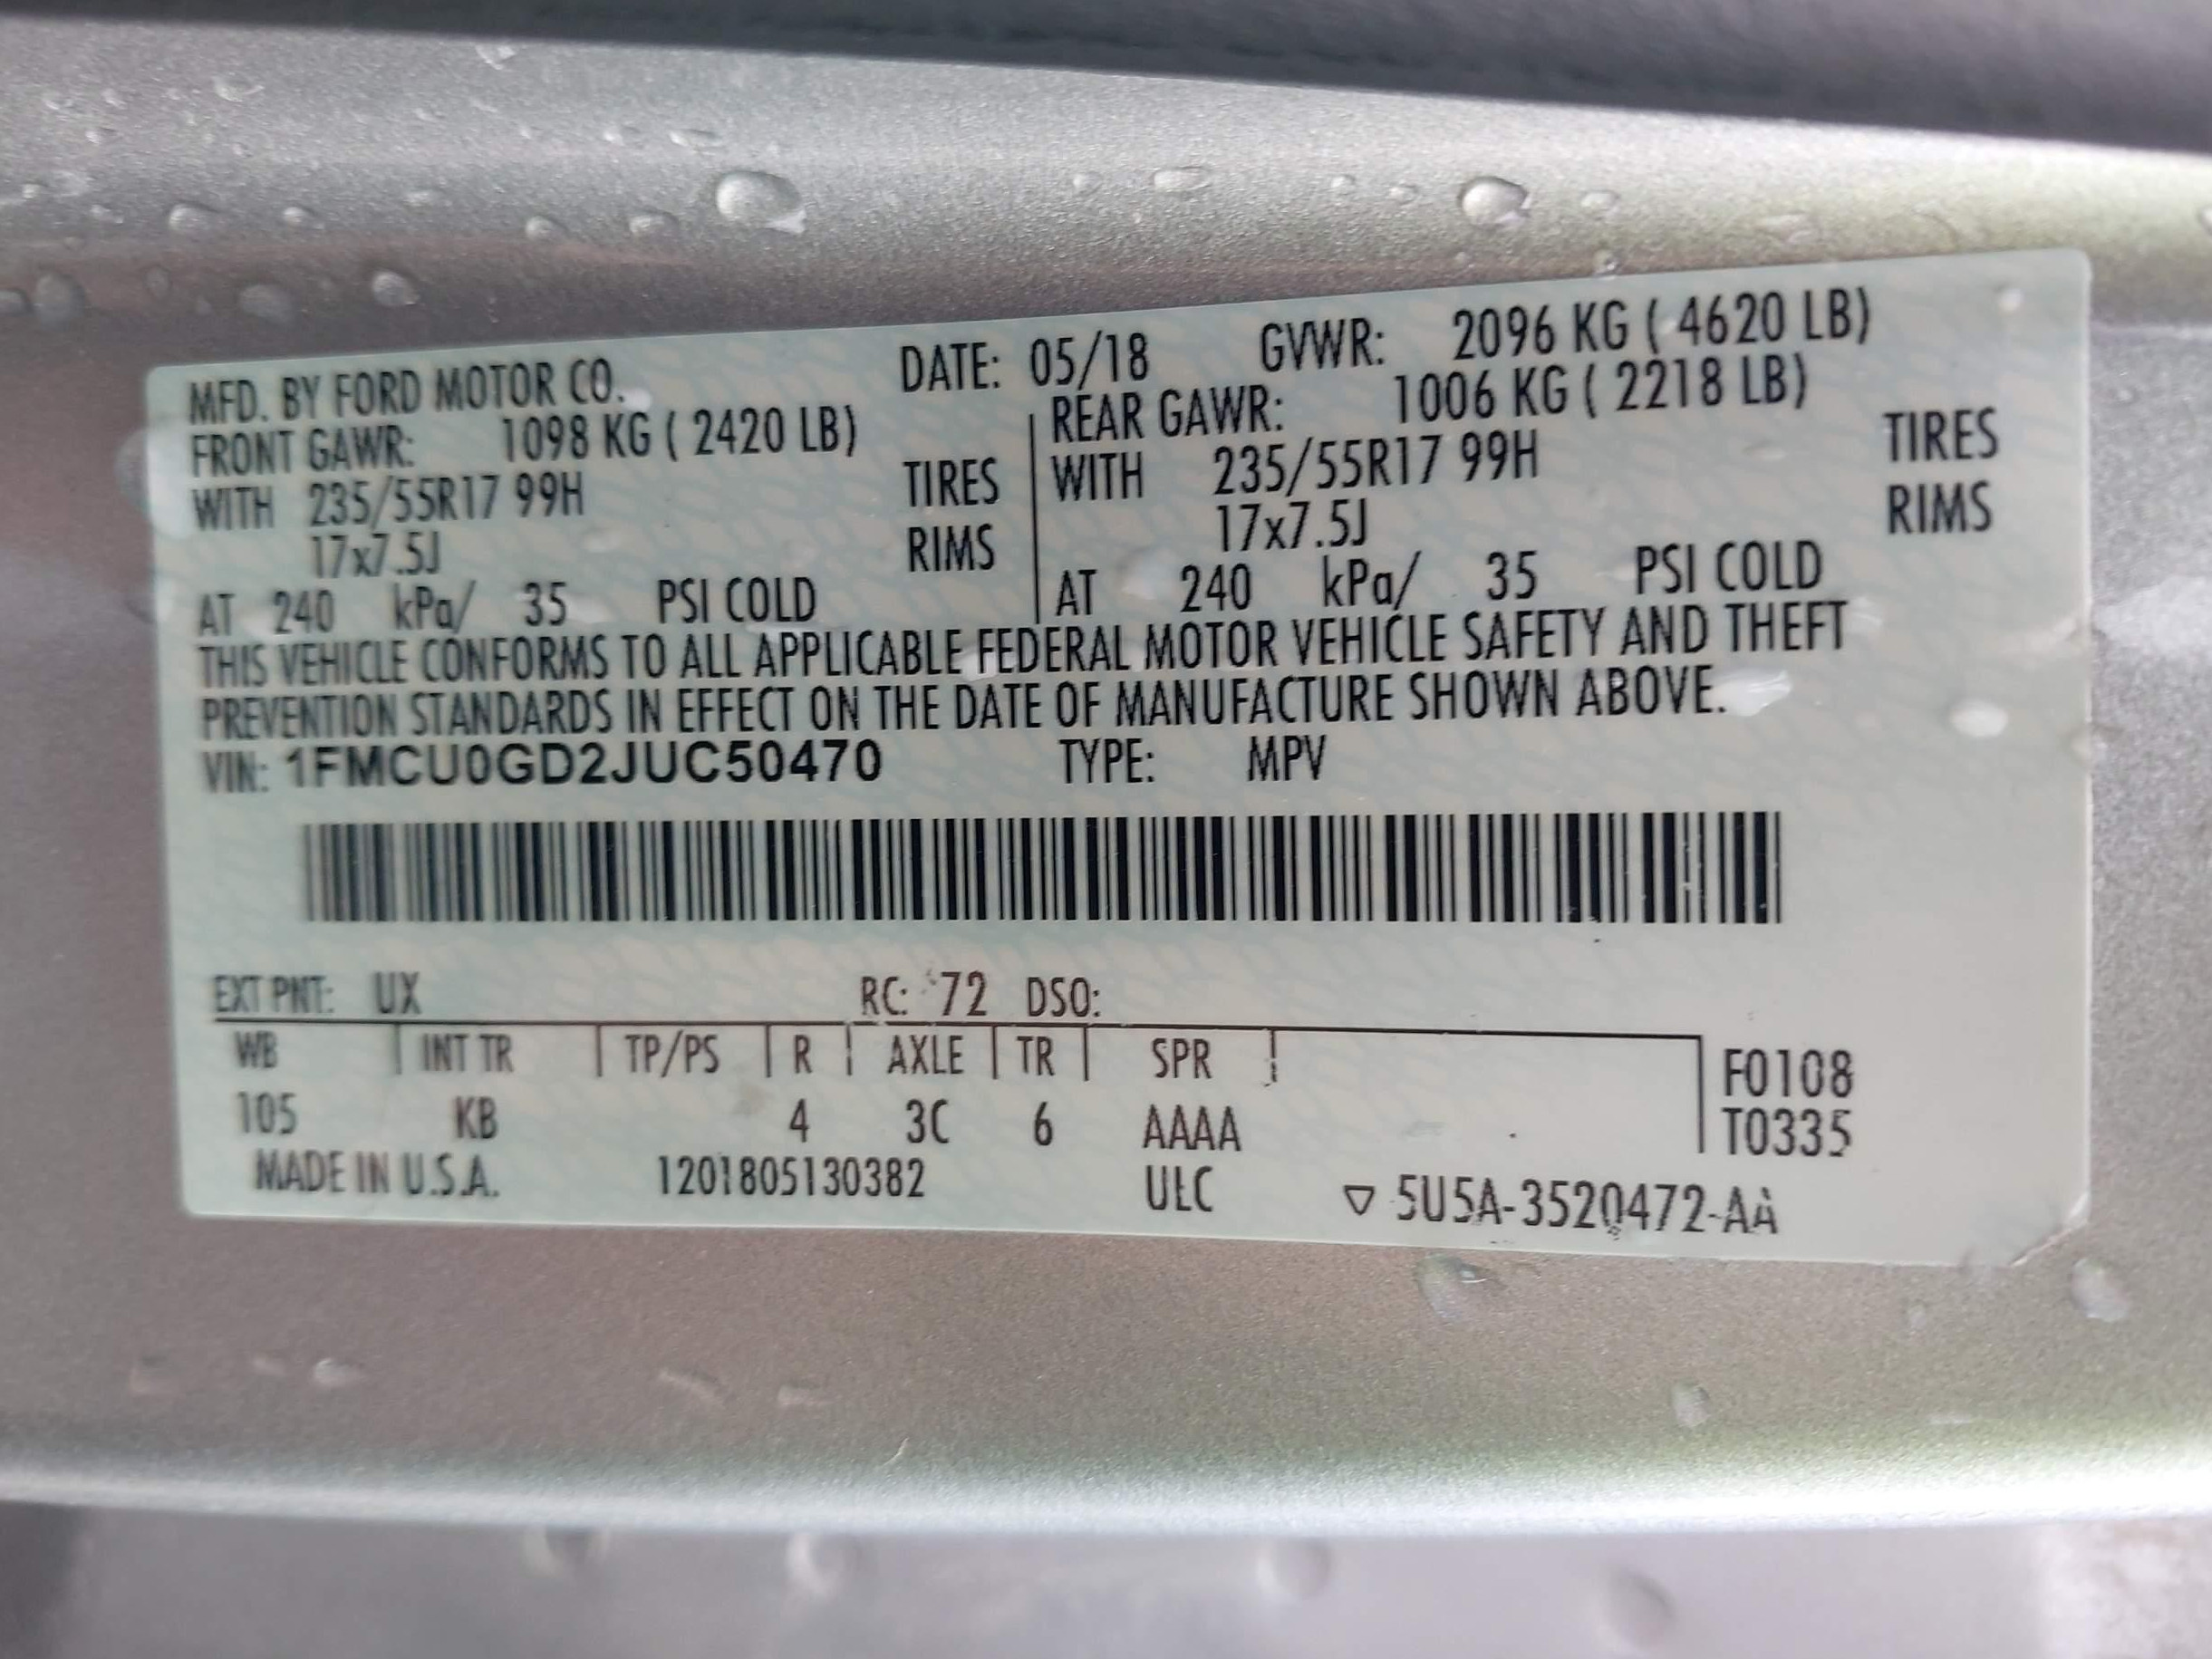 MFD. BY FORD MOTOR CO. DATE: 05/18 GVWR: 2096 KG ( 4620 LB)
FRONT GAWR: 1098 KG ( 2420 LB) REAR GAWR: 1006 KG ( 2218 LB)
WITH 235/55R17 99H TIRES WITH 235/55R17 99H TIRES
17x7.5J RIMS 17x7.5J RIMS
AT 240 kPa/ 35 PSI COLD AT 240 kPa/ 35 PSI COLD
THIS VEHICLE CONFORMS TO ALL APPLICABLE FEDERAL MOTOR VEHICLE SAFETY AND THEFT
PREVENTION STANDARDS IN EFFECT ON THE DATE OF MANUFACTURE SHOWN ABOVE.
VIN: 1FMCU0GD2JUC50470 TYPE: MPV
EXT PNT: UX RC: 72 DSO:
WB INT TR TP/PS R AXLE TR SPR F0108
105 KB 4 3C 6 AAAA T0335
MADE IN U.S.A. 1201805130382 ULC ▽ 5U5A-3520472-AA